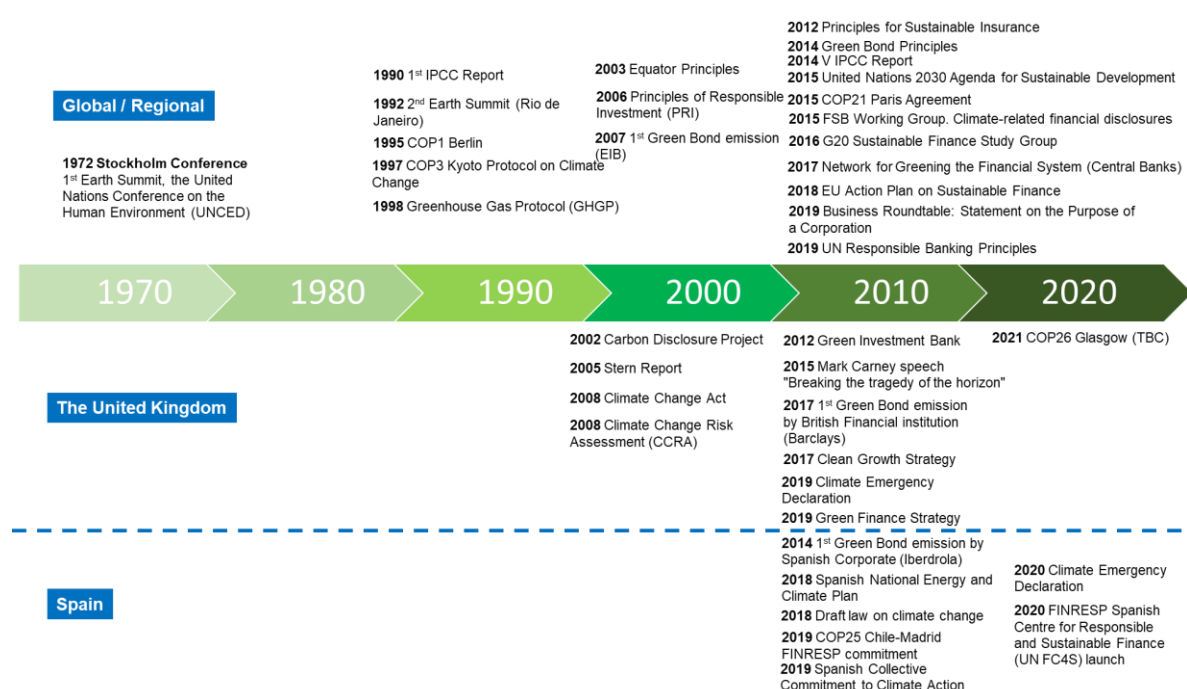 Global / Regional
1972 Stockholm Conference
1st Earth Summit, the United
Nations Conference on the
Human Environment (UNCED)
1990 1st IPCC Report
1992 2nd Earth Summit (Rio de
Janeiro)
1995 COP1 Berlin
1997 COP3 Kyoto Protocol on Climate
Change
1998 Greenhouse Gas Protocol (GHGP)
2003 Equator Principles
2006 Principles of Responsible
Investment (PRI)
2007 1st Green Bond emission
(EIB)
2012 Principles for Sustainable Insurance
2014 Green Bond Principles
2014 V IPCC Report
2015 United Nations 2030 Agenda for Sustainable Development
2015 COP21 Paris Agreement
2015 FSB Working Group. Climate-related financial disclosures
2016 G20 Sustainable Finance Study Group
2017 Network for Greening the Financial System (Central Banks)
2018 EU Action Plan on Sustainable Finance
2019 Business Roundtable: Statement on the Purpose of
a Corporation
2019 UN Responsible Banking Principles
1970 1980 1990 2000 2010 2020
The United Kingdom
2002 Carbon Disclosure Project
2005 Stern Report
2008 Climate Change Act
2008 Climate Change Risk
Assessment (CCRA)
2012 Green Investment Bank
2015 Mark Carney speech
"Breaking the tragedy of the horizon"
2017 1st Green Bond emission
by British Financial institution
(Barclays)
2017 Clean Growth Strategy
2019 Climate Emergency
Declaration
2019 Green Finance Strategy
2021 COP26 Glasgow (TBC)
Spain
2014 1st Green Bond emission by
Spanish Corporate (Iberdrola)
2018 Spanish National Energy and
Climate Plan
2018 Draft law on climate change
2019 COP25 Chile-Madrid
FINRESP commitment
2019 Spanish Collective
Commitment to Climate Action
2020 Climate Emergency
Declaration
2020 FINRESP Spanish
Centre for Responsible
and Sustainable Finance
(UN FC4S) launch